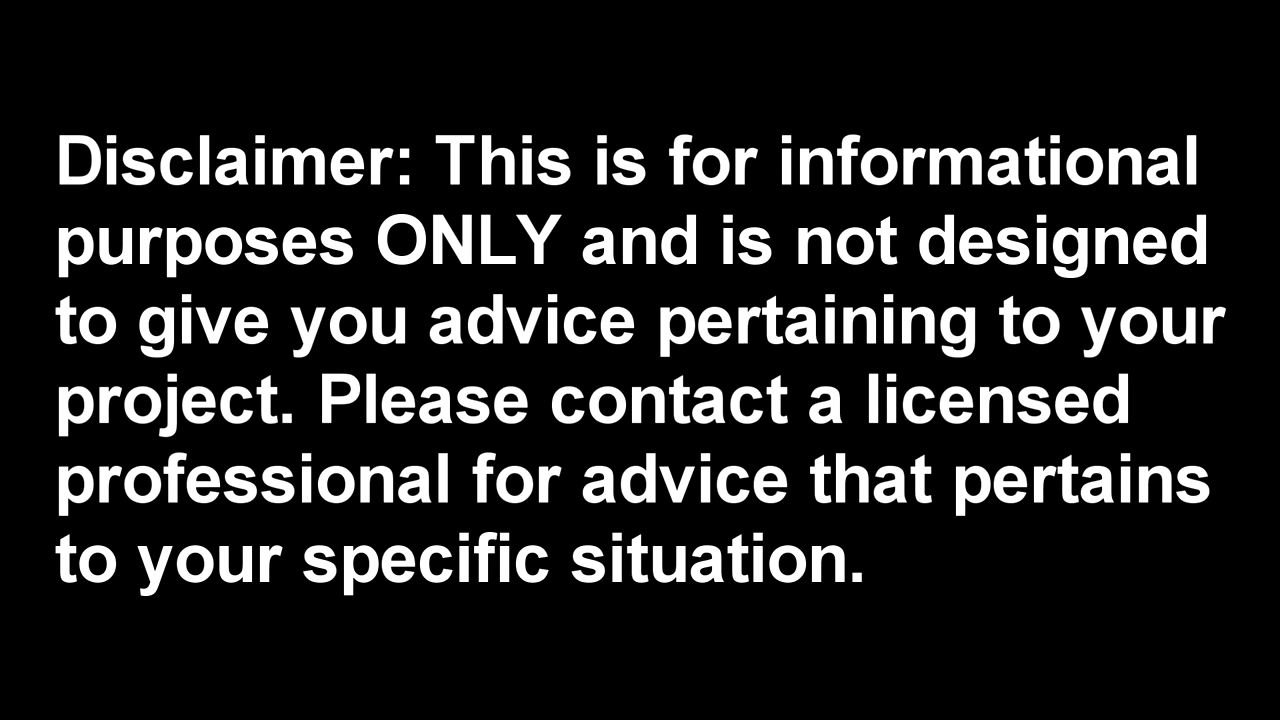 Disclaimer: This is for informational
purposes ONLY and is not designed
to give you advice pertaining to your
project. Please contact a licensed
professional for advice that pertains
to your specific situation.